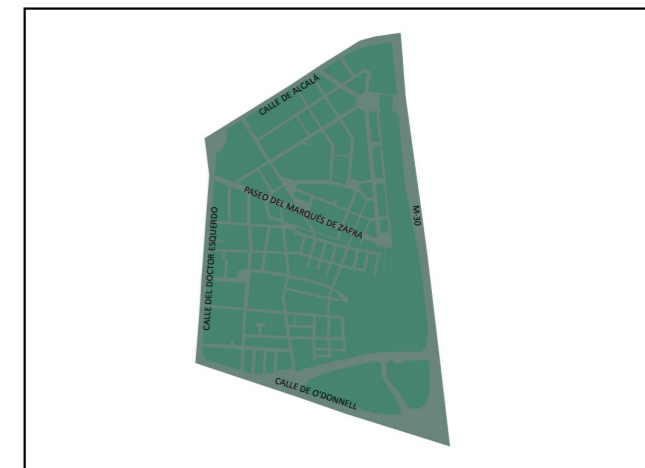 CALLE DE ALCALÁ
PASEO DEL MARQUÉS DE ZAFRA
M-30
CALLE DEL DOCTOR ESQUERDO
CALLE DE O'DONNELL